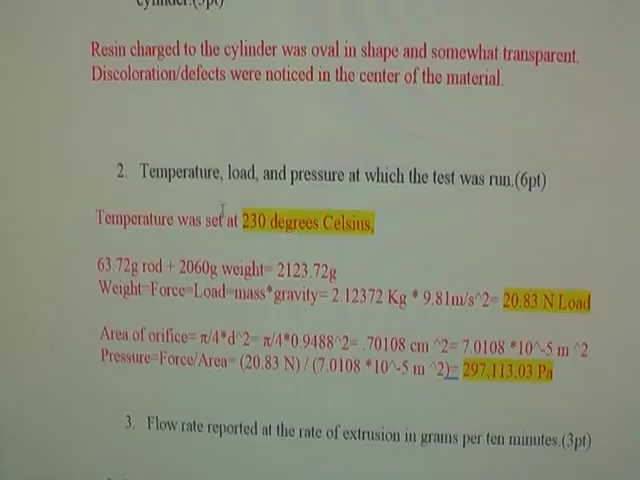 cylinder.(5pt)
Resin charged to the cylinder was oval in shape and somewhat transparent.
Discoloration/defects were noticed in the center of the material.
2. Temperature, load, and pressure at which the test was run.(6pt)
Temperature was set at 230 degrees Celsius,
63.72g rod + 2060g weight= 2123.72g
Weight=Force=Load=mass*gravity= 2.12372 Kg * 9.81m/s^2= 20.83 N Load
Area of orifice= π/4*d^2= π/4*0.9488^2= .70108 cm ^2= 7.0108 *10^-5 m ^2
Pressure=Force/Area= (20.83 N) / (7.0108 *10^-5 m ^2)= 297,113.03 Pa
3. Flow rate reported at the rate of extrusion in grams per ten minutes.(3pt)